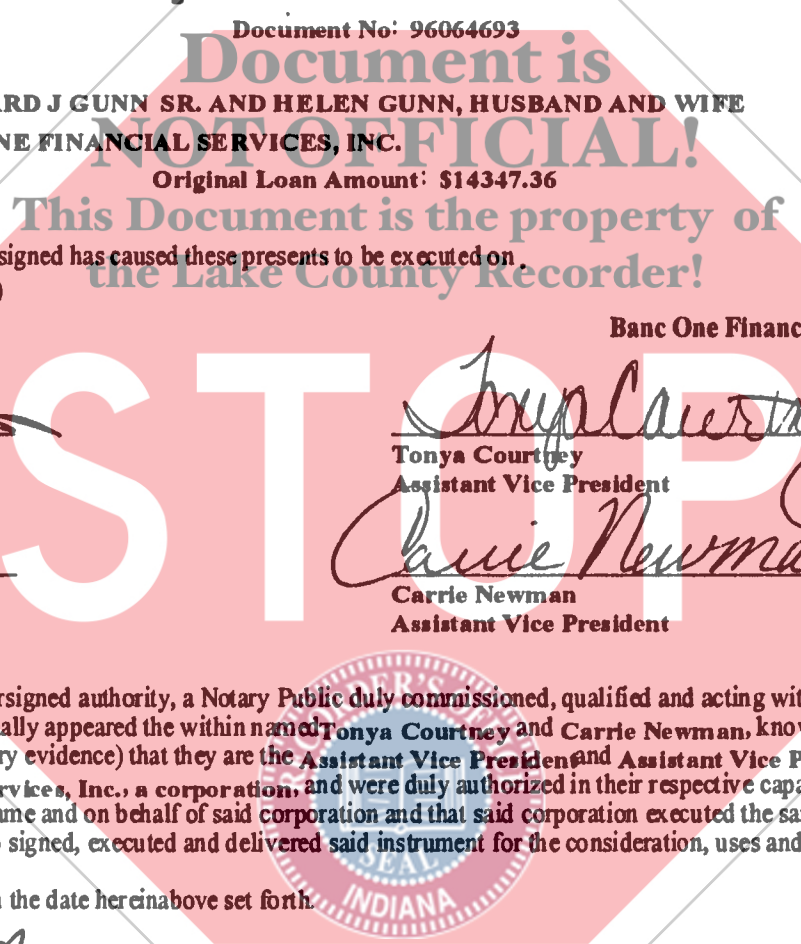 Document No: 96064693
Document is
ARD J GUNN SR. AND HELEN GUNN, HUSBAND AND WIFE
NOT OFFICIAL!
NE FINANCIAL SERVICES, INC.
Original Loan Amount: $14347.36
This Document is the property of
signed has caused these presents to be executed on .
the Lake County Recorder!
)
Banc One Financ
STOP
Tonya Court
Tonya Courtney
Assistant Vice President
Carrie Newma
Carrie Newman
Assistant Vice President
rsigned authority, a Notary Public duly commissioned, qualified and acting wit
ally appeared the within named Tonya Courtney and Carrie Newman, know
ry evidence) that they are the Assistant Vice President and Assistant Vice P
rvices, Inc., a corporation, and were duly authorized in their respective capa
ame and on behalf of said corporation and that said corporation executed the sa
signed, executed and delivered said instrument for the consideration, uses and
RECORDER'S OFFICE
SEAL
INDIANA
the date hereinabove set forth.